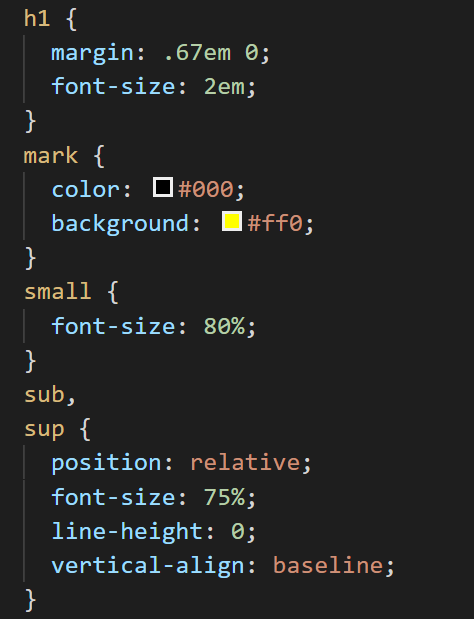 h1 {
  margin: .67em 0;
  font-size: 2em;
}
mark {
  color: #000;
  background: #ff0;
}
small {
  font-size: 80%;
}
sub,
sup {
  position: relative;
  font-size: 75%;
  line-height: 0;
  vertical-align: baseline;
}